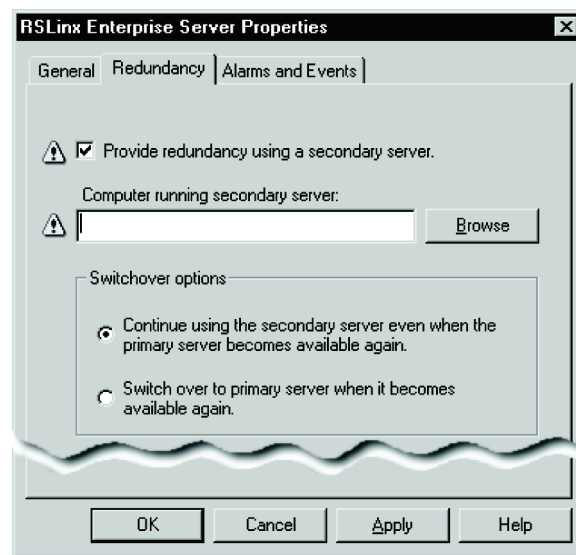 RSLinx Enterprise Server Properties
General Redundancy Alarms and Events
Provide redundancy using a secondary server.
Computer running secondary server:
Browse
Switchover options
Continue using the secondary server even when the
primary server becomes available again.
Switch over to primary server when it becomes
available again.
OK Cancel Apply Help